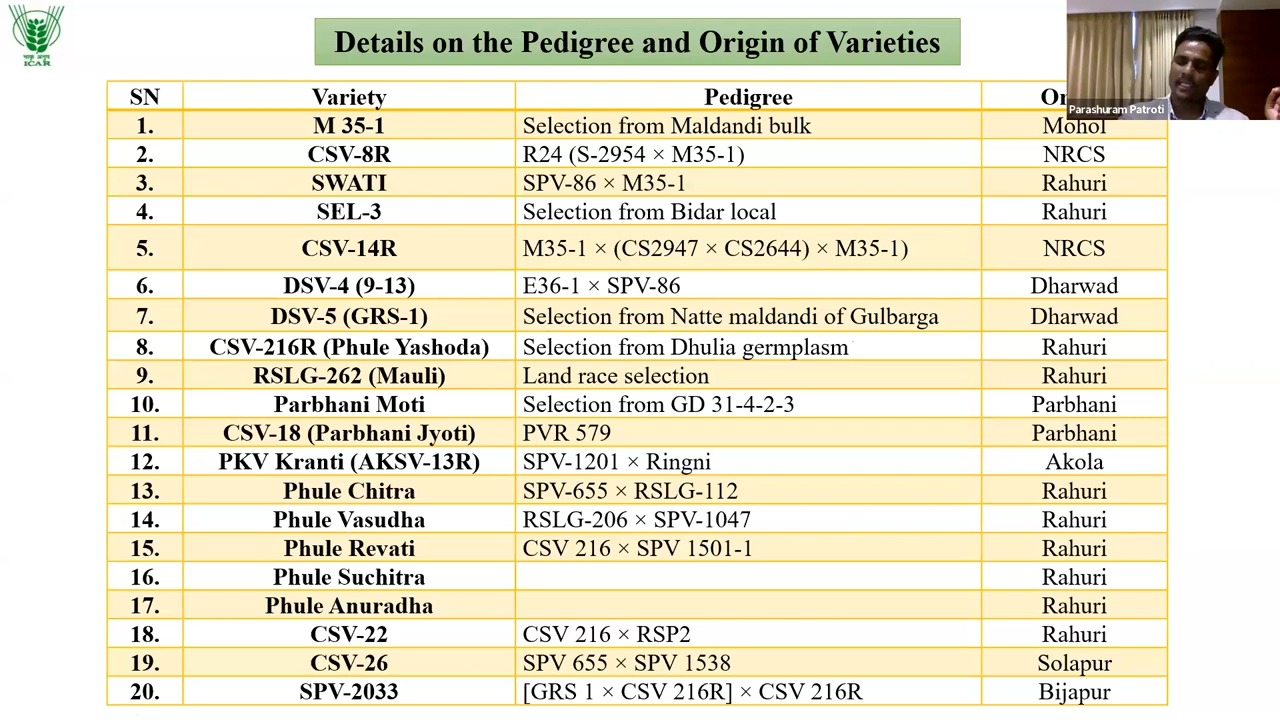 Details on the Pedigree and Origin of Varieties
ICAR
Parashuram Patroti
SN Variety Pedigree
1. M 35-1 Selection from Maldandi bulk Mohol
2. CSV-8R R24 (S-2954 × M35-1) NRCS
3. SWATI SPV-86 × M35-1 Rahuri
4. SEL-3 Selection from Bidar local Rahuri
5. CSV-14R M35-1 × (CS2947 × CS2644) × M35-1) NRCS
6. DSV-4 (9-13) E36-1 × SPV-86 Dharwad
7. DSV-5 (GRS-1) Selection from Natte maldandi of Gulbarga Dharwad
8. CSV-216R (Phule Yashoda) Selection from Dhulia germplasm Rahuri
9. RSLG-262 (Mauli) Land race selection Rahuri
10. Parbhani Moti Selection from GD 31-4-2-3 Parbhani
11. CSV-18 (Parbhani Jyoti) PVR 579 Parbhani
12. PKV Kranti (AKSV-13R) SPV-1201 × Ringni Akola
13. Phule Chitra SPV-655 × RSLG-112 Rahuri
14. Phule Vasudha RSLG-206 × SPV-1047 Rahuri
15. Phule Revati CSV 216 × SPV 1501-1 Rahuri
16. Phule Suchitra Rahuri
17. Phule Anuradha Rahuri
18. CSV-22 CSV 216 × RSP2 Rahuri
19. CSV-26 SPV 655 × SPV 1538 Solapur
20. SPV-2033 [GRS 1 × CSV 216R] × CSV 216R Bijapur